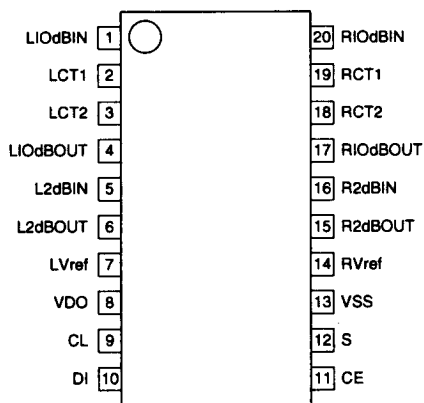 LIOdBIN 1 20 RIOdBIN
LCT1 2 19 RCT1
LCT2 3 18 RCT2
LIOdBOUT 4 17 RIOdBOUT
L2dBIN 5 16 R2dBIN
L2dBOUT 6 15 R2dBOUT
LVref 7 14 RVref
VDO 8 13 VSS
CL 9 12 S
DI 10 11 CE